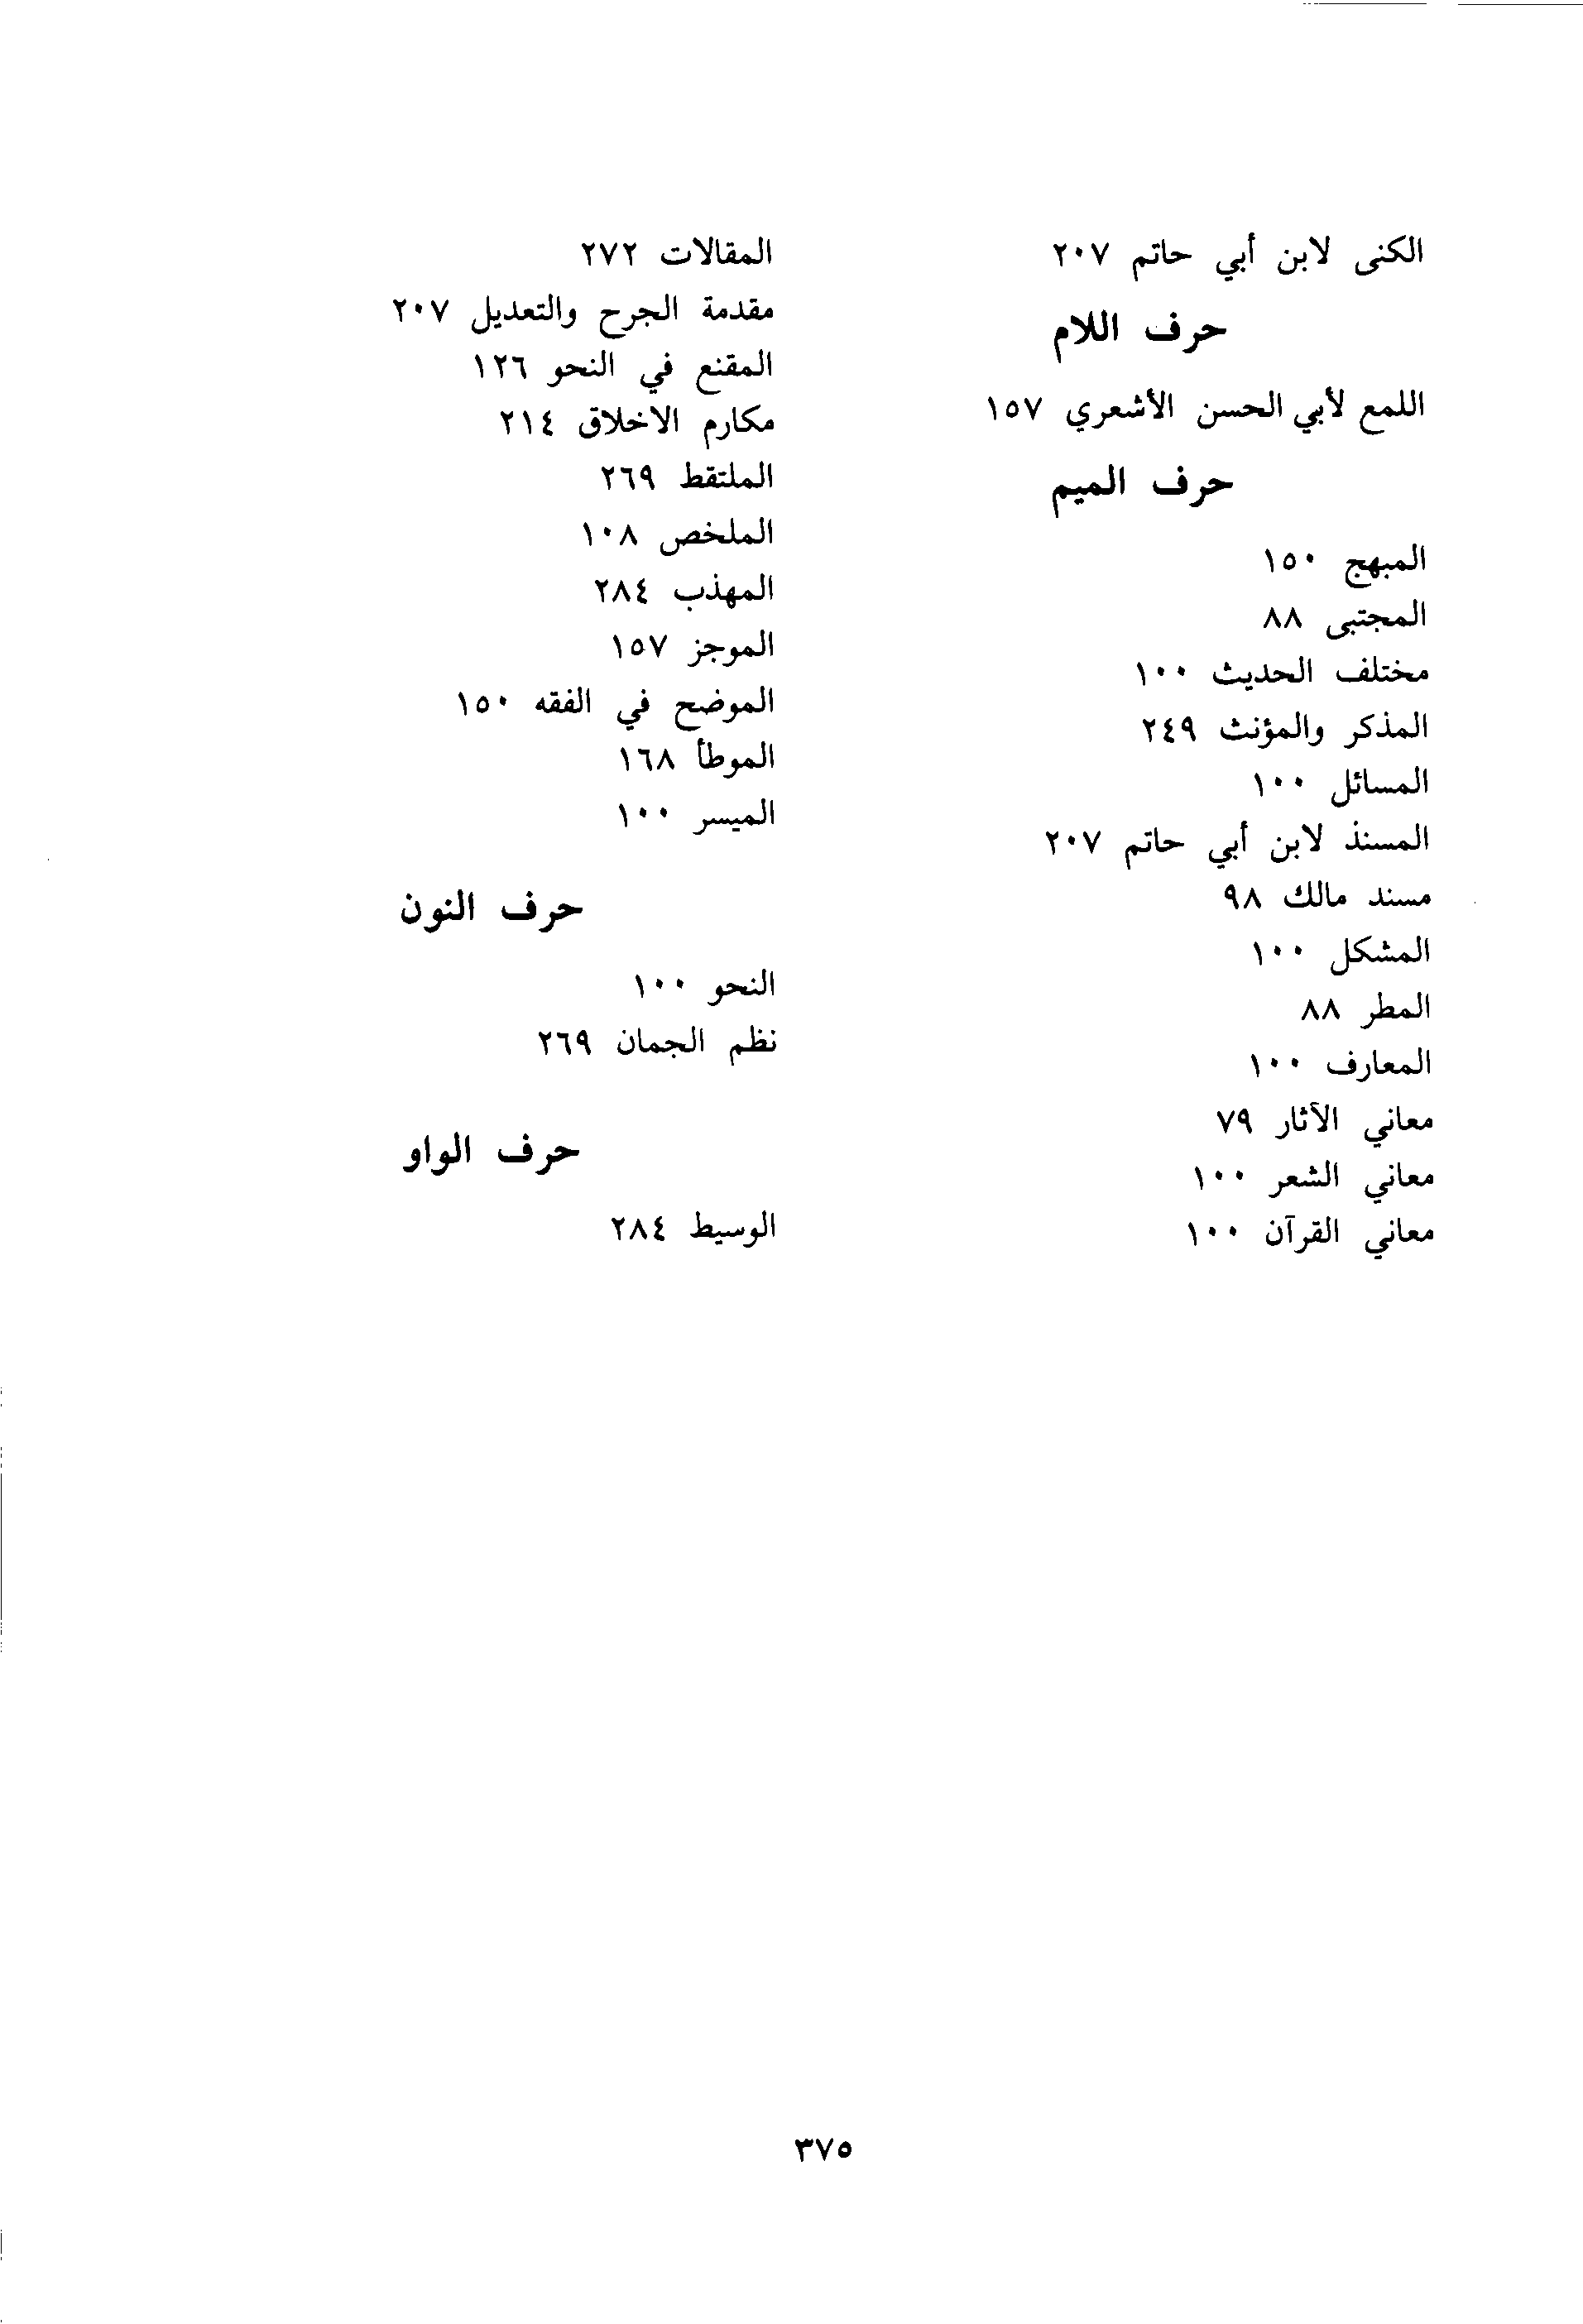 الكنى لابن أبي حاتم ٢٠٧
حرف اللام
اللمع لأبي الحسن الأشعري ١٥٧
حرف الميم
المبهج ١٥٠
المجتبى ٨٨
مختلف الحديث ١٠٠
المذكر والمؤنث ٢٤٩
المسائل ١٠٠
المسنذ لابن أبي حاتم ٢٠٧
مسند مالك ٩٨
المشكل ١٠٠
المطر ٨٨
المعارف ١٠٠
معاني الآثار ٧٩
معاني الشعر ١٠٠
معاني القرآن ١٠٠
المقالات ٢٧٢
مقدمة الجرح والتعديل ٢٠٧
المقنع في النحو ١٢٦
مكارم الاخلاق ٢١٤
الملتقط ٢٦٩
الملخص ١٠٨
المهذب ٢٨٤
الموجز ١٥٧
الموضح في الفقه ١٥٠
الموطأ ١٦٨
الميسر ١٠٠
حرف النون
النحو ١٠٠
نظم الجمان ٢٦٩
حرف الواو
الوسيط ٢٨٤
٣٧٥